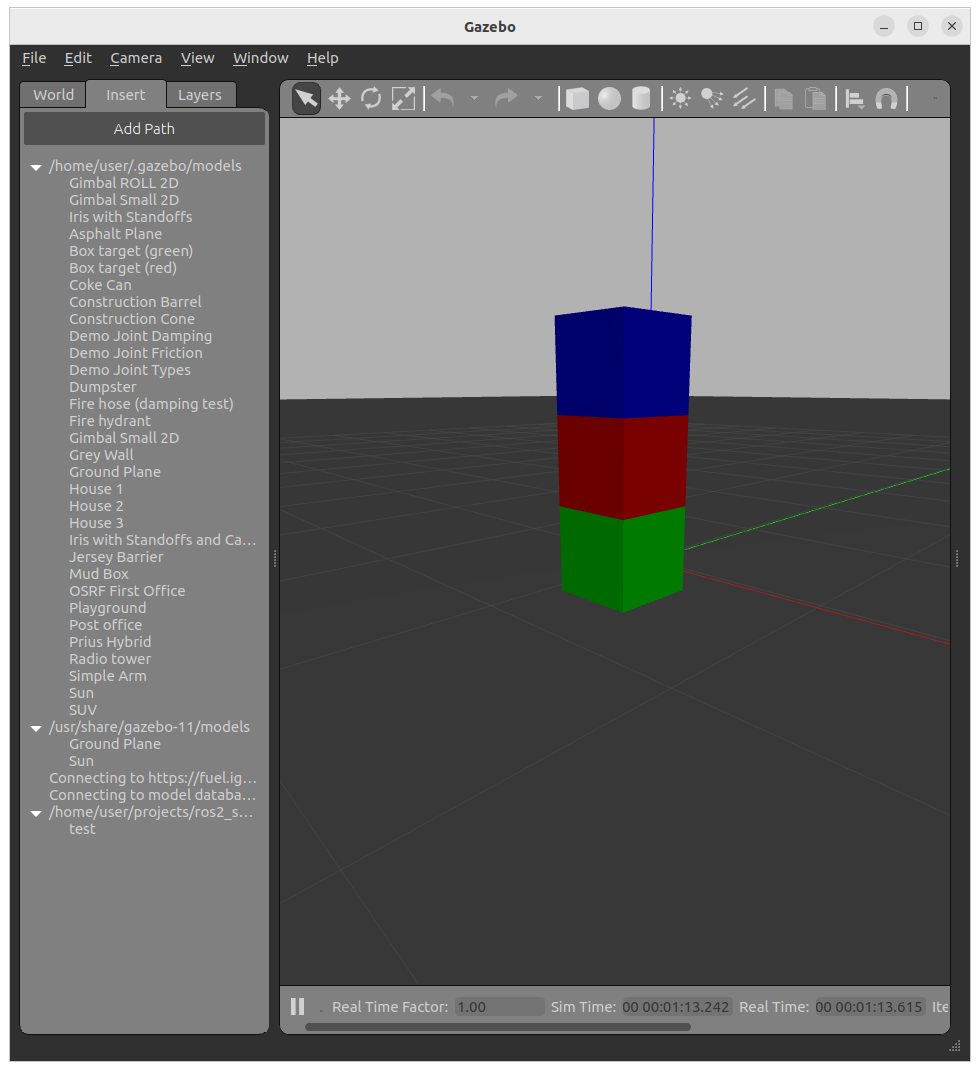 Gazebo
File Edit Camera View Window Help
World Insert Layers
Add Path
/home/user/.gazebo/models
Gimbal ROLL 2D
Gimbal Small 2D
Iris with Standoffs
Asphalt Plane
Box target (green)
Box target (red)
Coke Can
Construction Barrel
Construction Cone
Demo Joint Damping
Demo Joint Friction
Demo Joint Types
Dumpster
Fire hose (damping test)
Fire hydrant
Gimbal Small 2D
Grey Wall
Ground Plane
House 1
House 2
House 3
Iris with Standoffs and Ca...
Jersey Barrier
Mud Box
OSRF First Office
Playground
Post office
Prius Hybrid
Radio tower
Simple Arm
Sun
SUV
/usr/share/gazebo-11/models
Ground Plane
Sun
Connecting to https://fuel.ig...
Connecting to model databa...
/home/user/projects/ros2_s...
test
Real Time Factor: 1.00 Sim Time: 00 00:01:13.242 Real Time: 00 00:01:13.615 Ite